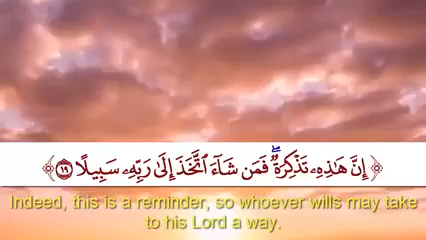 ﴿ إِنَّ هَٰذِهِۦ تَذْكِرَةٌۖ فَمَن شَآءَ ٱتَّخَذَ إِلَىٰ رَبِّهِۦ سَبِيلًا ١٩ ﴾
Indeed, this is a reminder, so whoever wills may take
to his Lord a way.